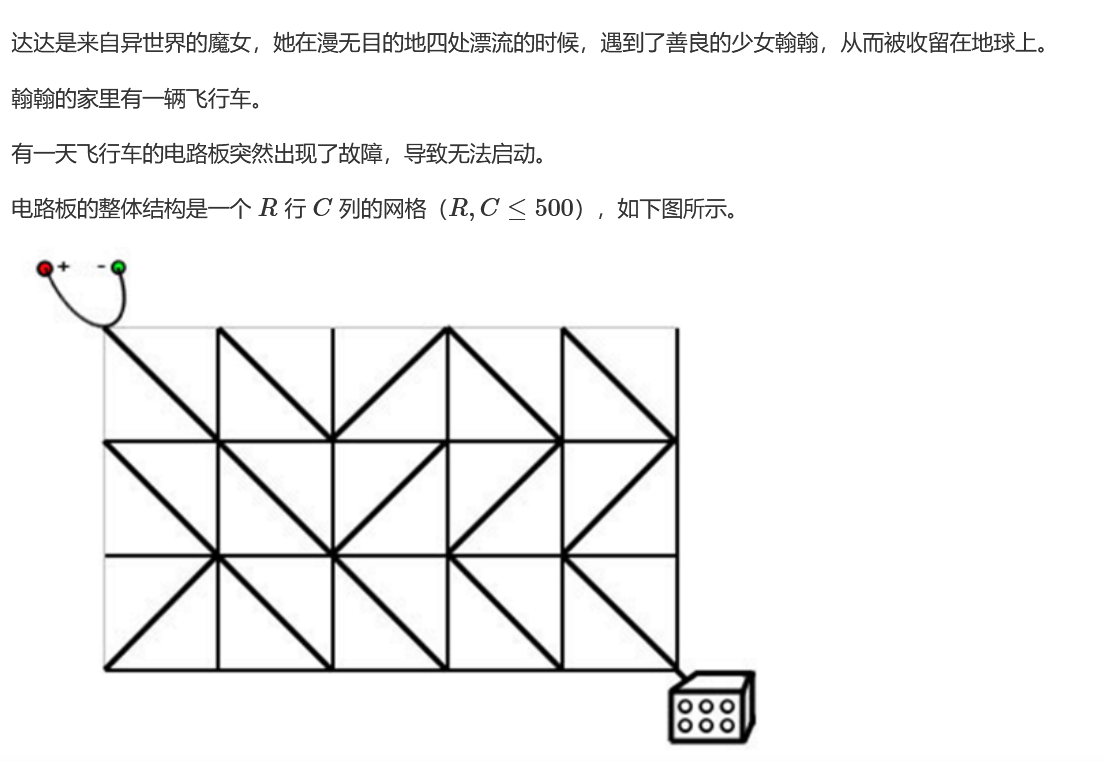 达达是来自异世界的魔女，她在漫无目的地四处漂流的时候，遇到了善良的少女翰翰，从而被收留在地球上。
翰翰的家里有一辆飞行车。
有一天飞行车的电路板突然出现了故障，导致无法启动。
电路板的整体结构是一个 R 行 C 列的网格（R, C ≤ 500），如下图所示。
+ -